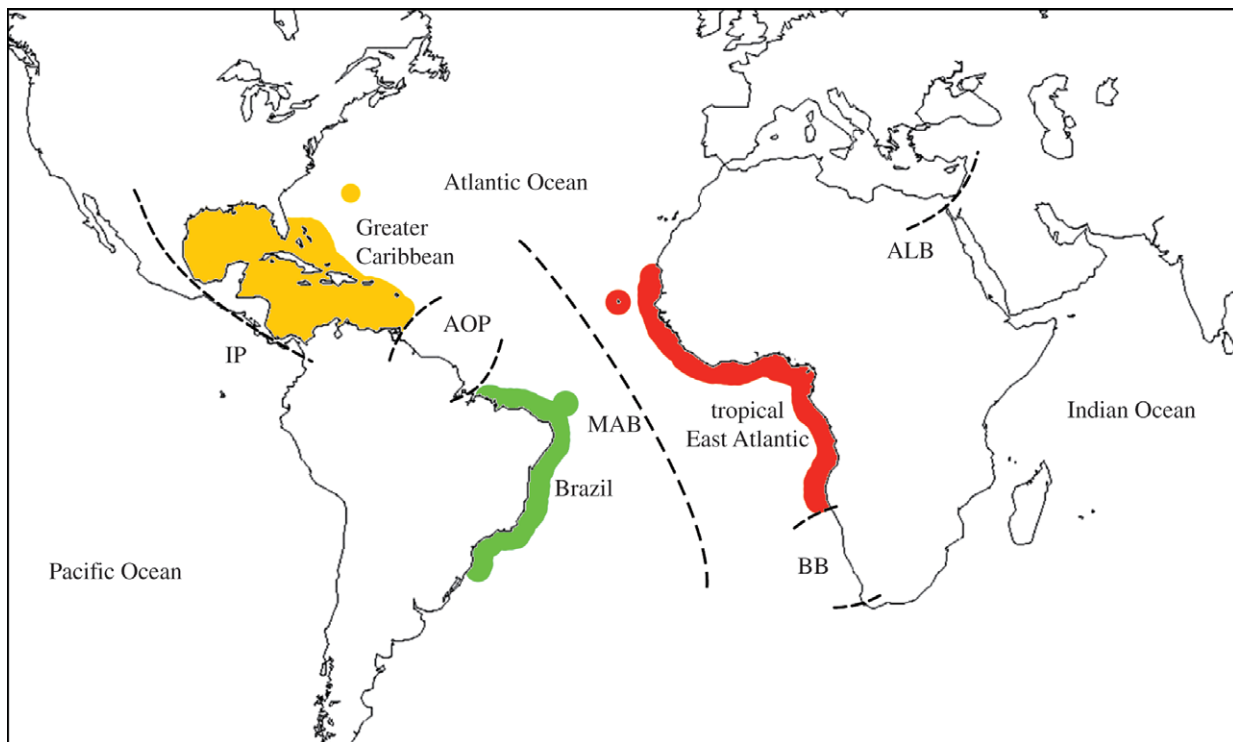 Atlantic Ocean
Greater
Caribbean
ALB
AOP
IP
tropical
East Atlantic
Indian Ocean
MAB
Brazil
BB
Pacific Ocean